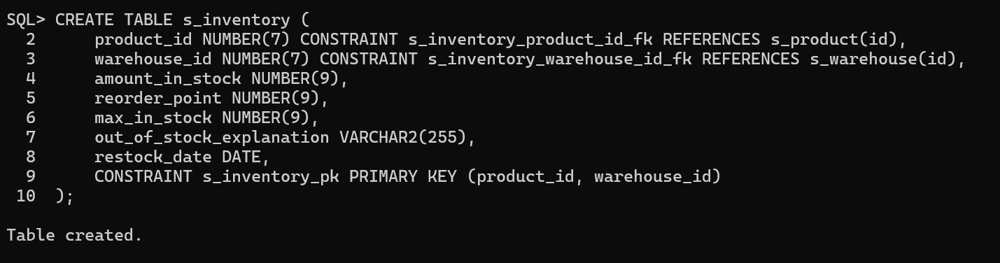 SQL> CREATE TABLE s_inventory (
  2      product_id NUMBER(7) CONSTRAINT s_inventory_product_id_fk REFERENCES s_product(id),
  3      warehouse_id NUMBER(7) CONSTRAINT s_inventory_warehouse_id_fk REFERENCES s_warehouse(id),
  4      amount_in_stock NUMBER(9),
  5      reorder_point NUMBER(9),
  6      max_in_stock NUMBER(9),
  7      out_of_stock_explanation VARCHAR2(255),
  8      restock_date DATE,
  9      CONSTRAINT s_inventory_pk PRIMARY KEY (product_id, warehouse_id)
 10  );
Table created.